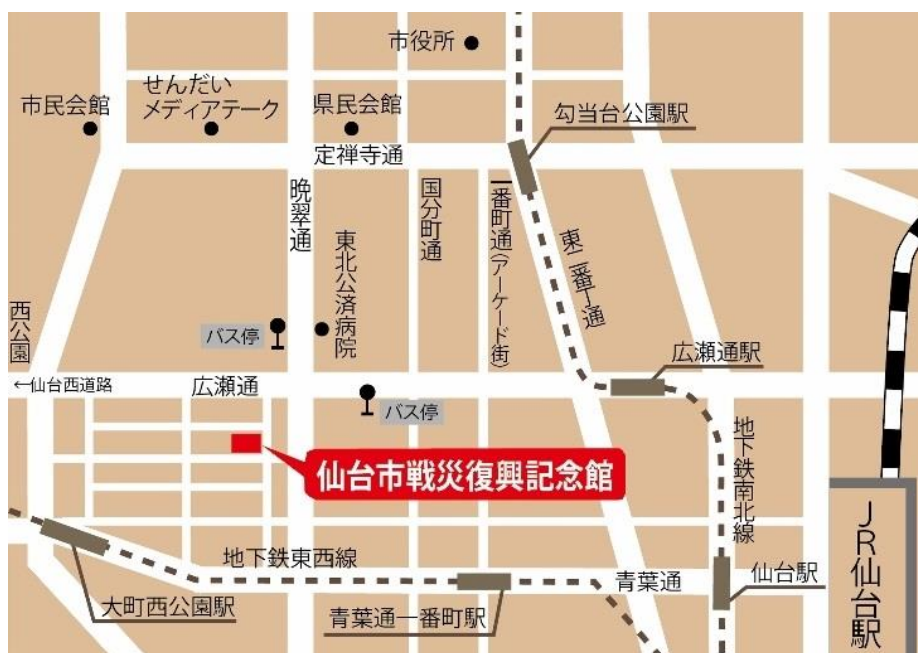 市役所
せんだい
メディアテーク
市民会館
県民会館
勾当台公園駅
定禅寺通
晩翠通
国分町通
一番町通(アーケード街)
東二番丁通
東北公済病院
西公園
バス停
広瀬通駅
←仙台西道路
広瀬通
バス停
地下鉄南北線
仙台市戦災復興記念館
JR仙台駅
地下鉄東西線
青葉通
仙台駅
大町西公園駅
青葉通一番町駅